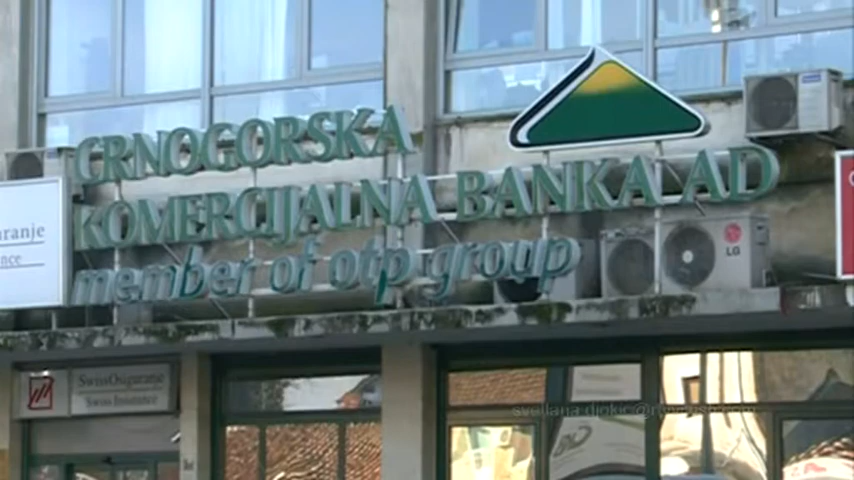 CRNOGORSKA
KOMERCIJALNA BANKA AD
member of otp group
LG
SwissOsiguranje
Swiss Insurance